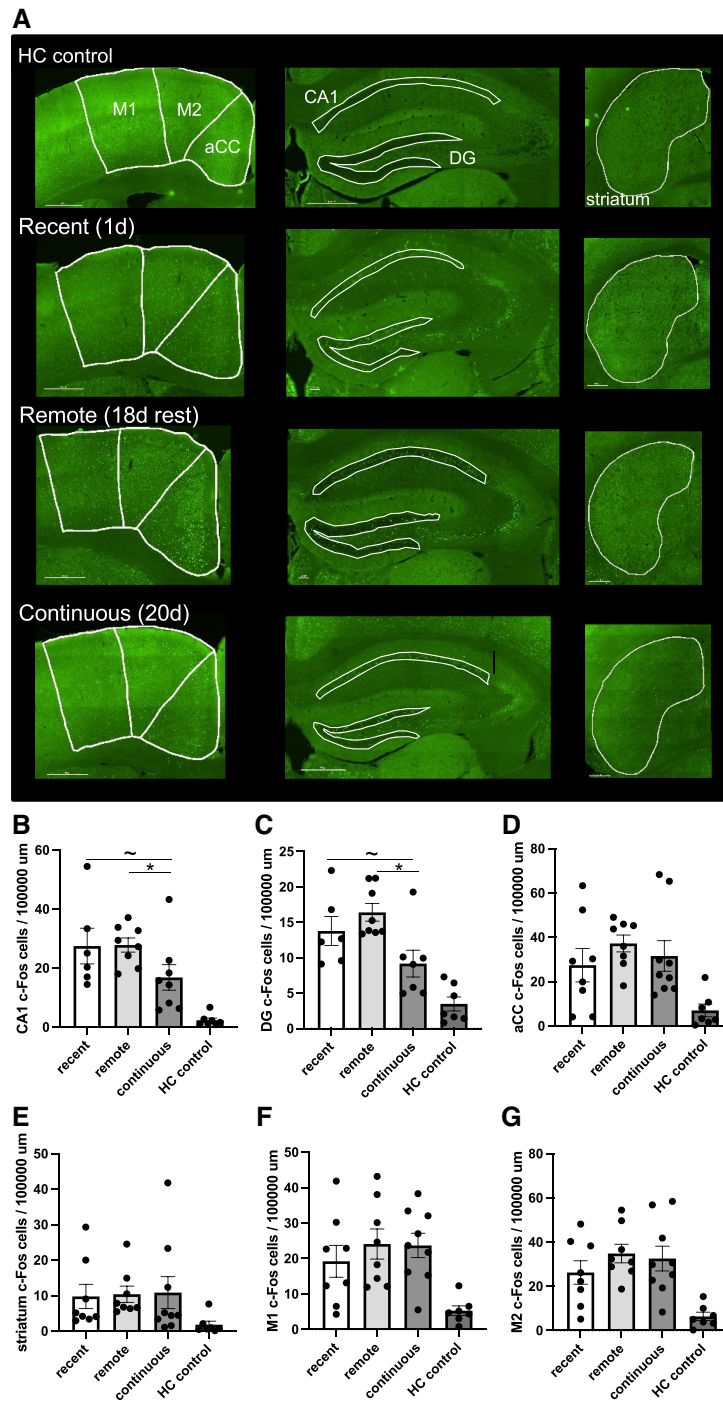 A
HC control
M1
M2
aCC
CA1
DG
striatum
Recent (1d)
Remote (18d rest)
Continuous (20d)
B
CA1 c-Fos cells / 100000 um
60
40
20
0
~
*
recent
remote
continuous
HC control
C
DG c-Fos cells / 100000 um
25
20
15
10
5
0
~
*
recent
remote
continuous
HC control
D
aCC c-Fos cells / 100000 um
80
60
40
20
0
recent
remote
continuous
HC control
E
striatum c-Fos cells / 100000 um
50
40
30
20
10
0
recent
remote
continuous
HC control
F
M1 c-Fos cells / 100000 um
50
40
30
20
10
0
recent
remote
continuous
HC control
G
M2 c-Fos cells / 100000 um
80
60
40
20
0
recent
remote
continuous
HC control